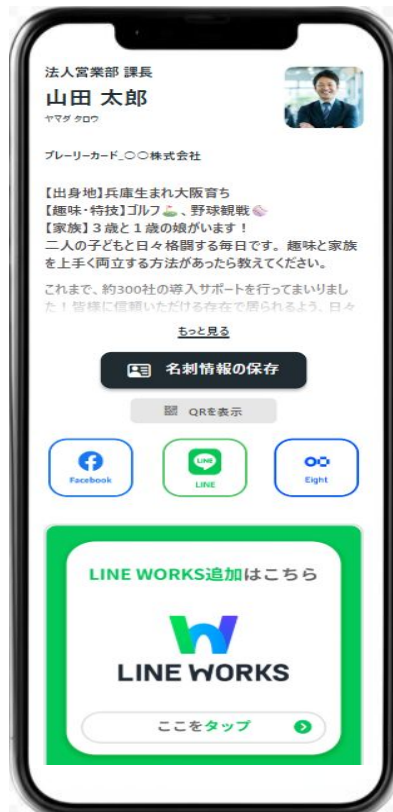 法人営業部 課長
山田 太郎
ヤマダ タロウ
プレーリーカード_○○株式会社
【出身地】兵庫生まれ大阪育ち
【趣味・特技】ゴルフ⛳、野球観戦⚾
【家族】3歳と1歳の娘がいます！
二人の子どもと日々格闘する毎日です。趣味と家族
を上手く両立する方法があったら教えてください。
これまで、約300社の導入サポートを行ってまいりまし
た！皆様に信頼いただける存在で居られるよう、日々
もっと見る
名刺情報の保存
QRを表示
Facebook
LINE
LINE
Eight
LINE WORKS追加はこちら
LINE WORKS
ここをタップ